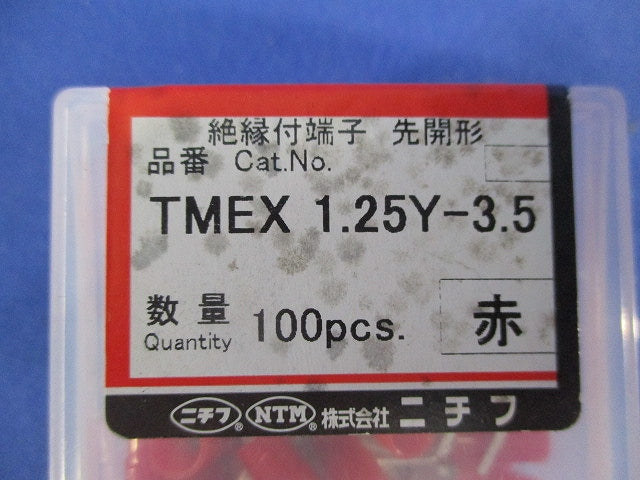 絶縁付端子 先開形
品番 Cat.No.
TMEX 1.25Y-3.5
数量 100pcs. 赤
Quantity
ニチフ® NTM® 株式会社 ニチフ